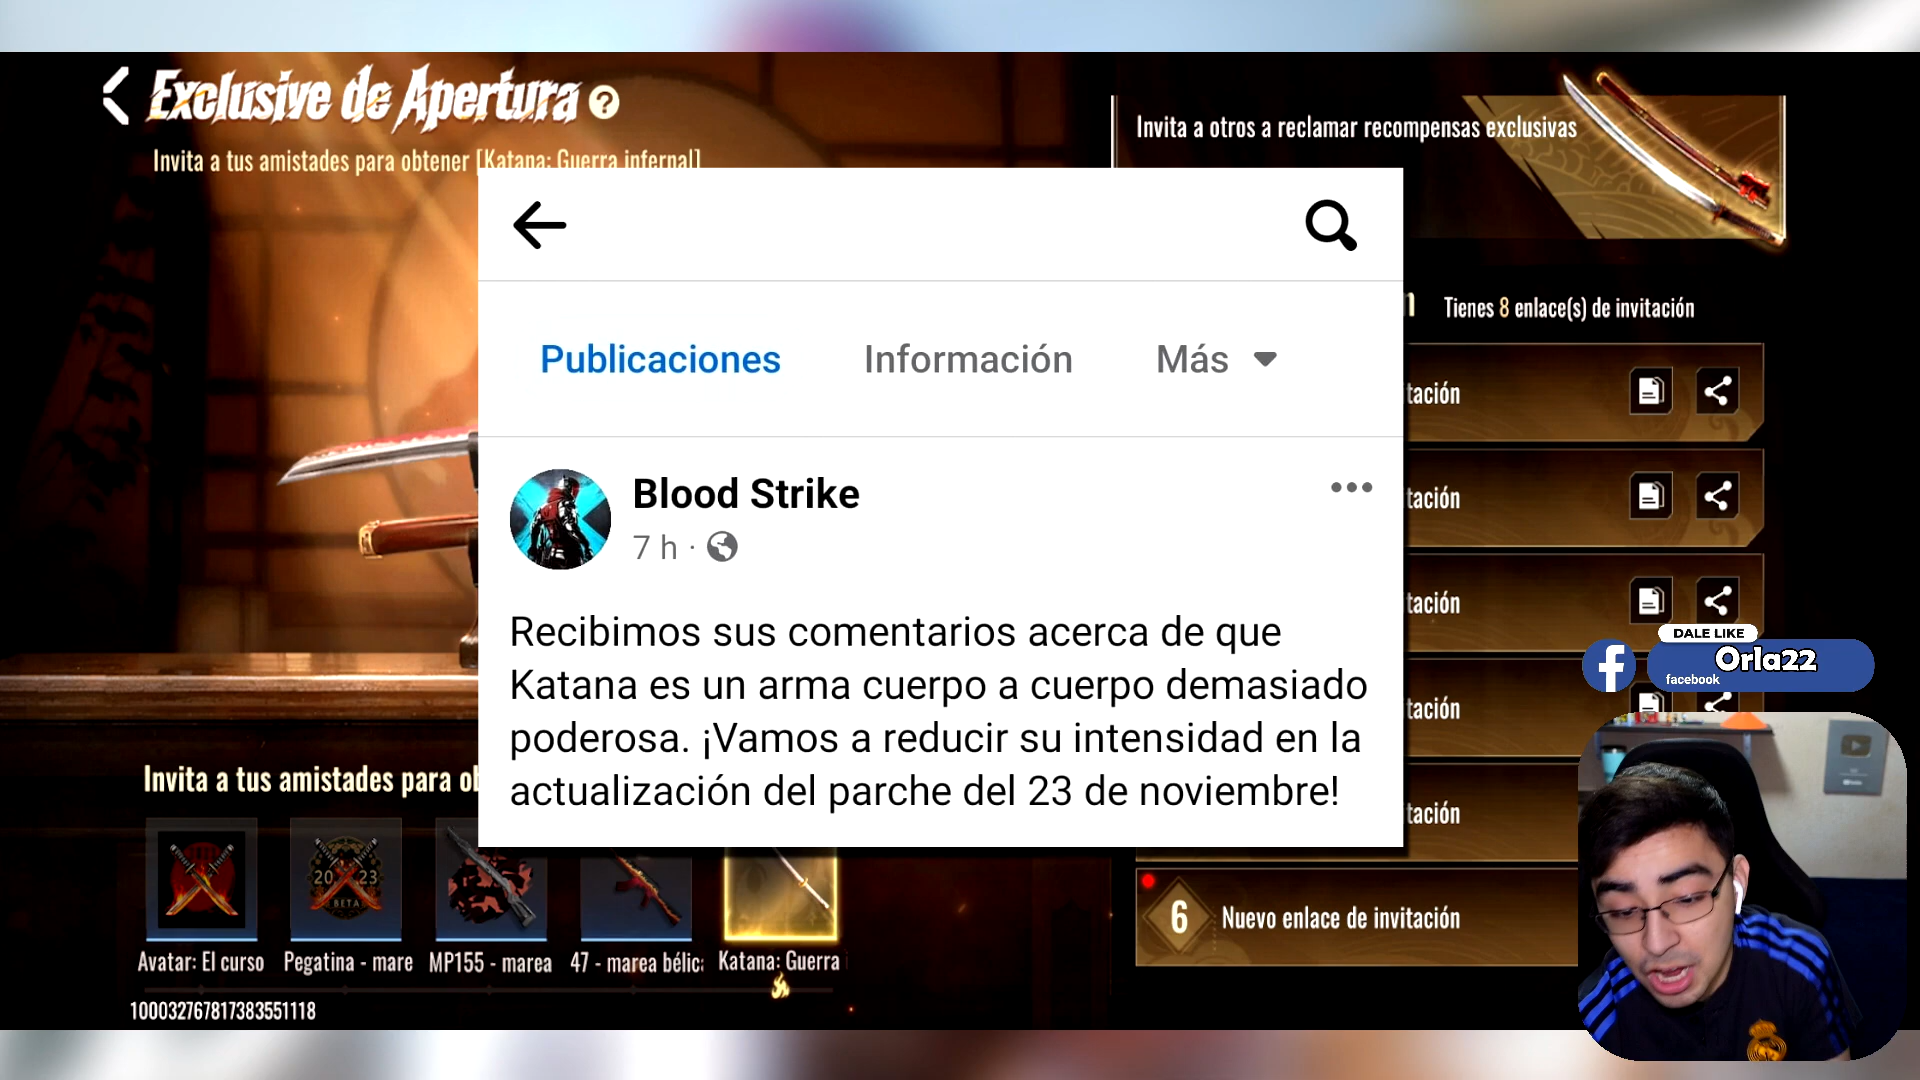 Exclusive de Apertura ?
Invita a tus amistades para obtener [Katana: Guerra infernal]
Invita a otros a reclamar recompensas exclusivas
Tienes 8 enlace(s) de invitación
Publicaciones Información Más
Blood Strike
7 h ·
Recibimos sus comentarios acerca de que
Katana es un arma cuerpo a cuerpo demasiado
poderosa. ¡Vamos a reducir su intensidad en la
actualización del parche del 23 de noviembre!
tación
tación
tación
tación
tación
6 Nuevo enlace de invitación
DALE LIKE
Orla22
facebook
Invita a tus amistades para ob
2023
BETA
Avatar: El curso Pegatina - mare MP155 - marea 47 - marea bélic Katana: Guerra
100032767817383551118